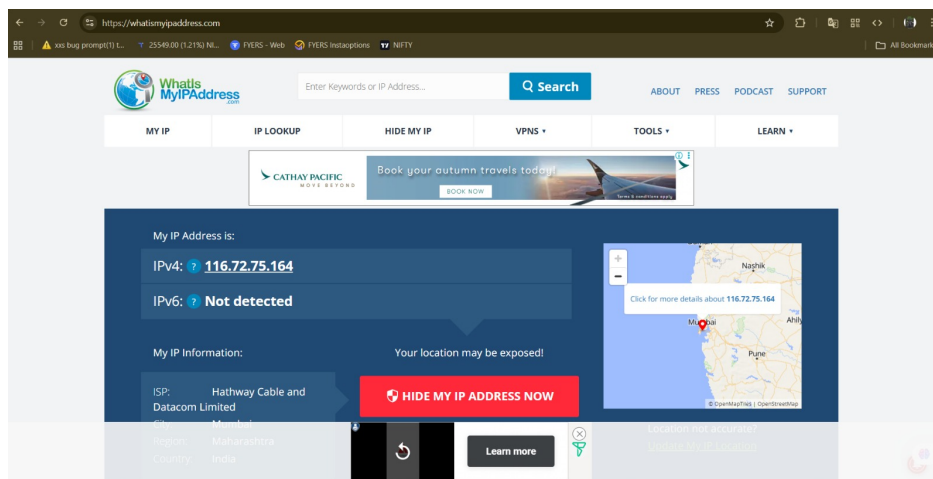 https://whatismyipaddress.com
xxs bug prompt(1) t...
25549.00 (1.21%) NI...
FYERS - Web
FYERS Instaoptions
NIFTY
All Bookmark
WhatIs
MyIPAddress
.com
Enter Keywords or IP Address...
Search
ABOUT PRESS PODCAST SUPPORT
MY IP IP LOOKUP HIDE MY IP VPNS TOOLS LEARN
CATHAY PACIFIC
MOVE BEYOND
Book your autumn travels today!
BOOK NOW
Terms & conditions apply
My IP Address is:
IPv4: ? 116.72.75.164
IPv6: ? Not detected
My IP Information:
ISP: Hathway Cable and
Datacom Limited
City: Mumbai
Region: Maharashtra
Country: India
Your location may be exposed!
HIDE MY IP ADDRESS NOW
Nashik
Click for more details about 116.72.75.164
Mumbai
Ahily
Pune
© OpenMapTiles | OpenStreetMap
Location not accurate?
Update My IP Location
Learn more